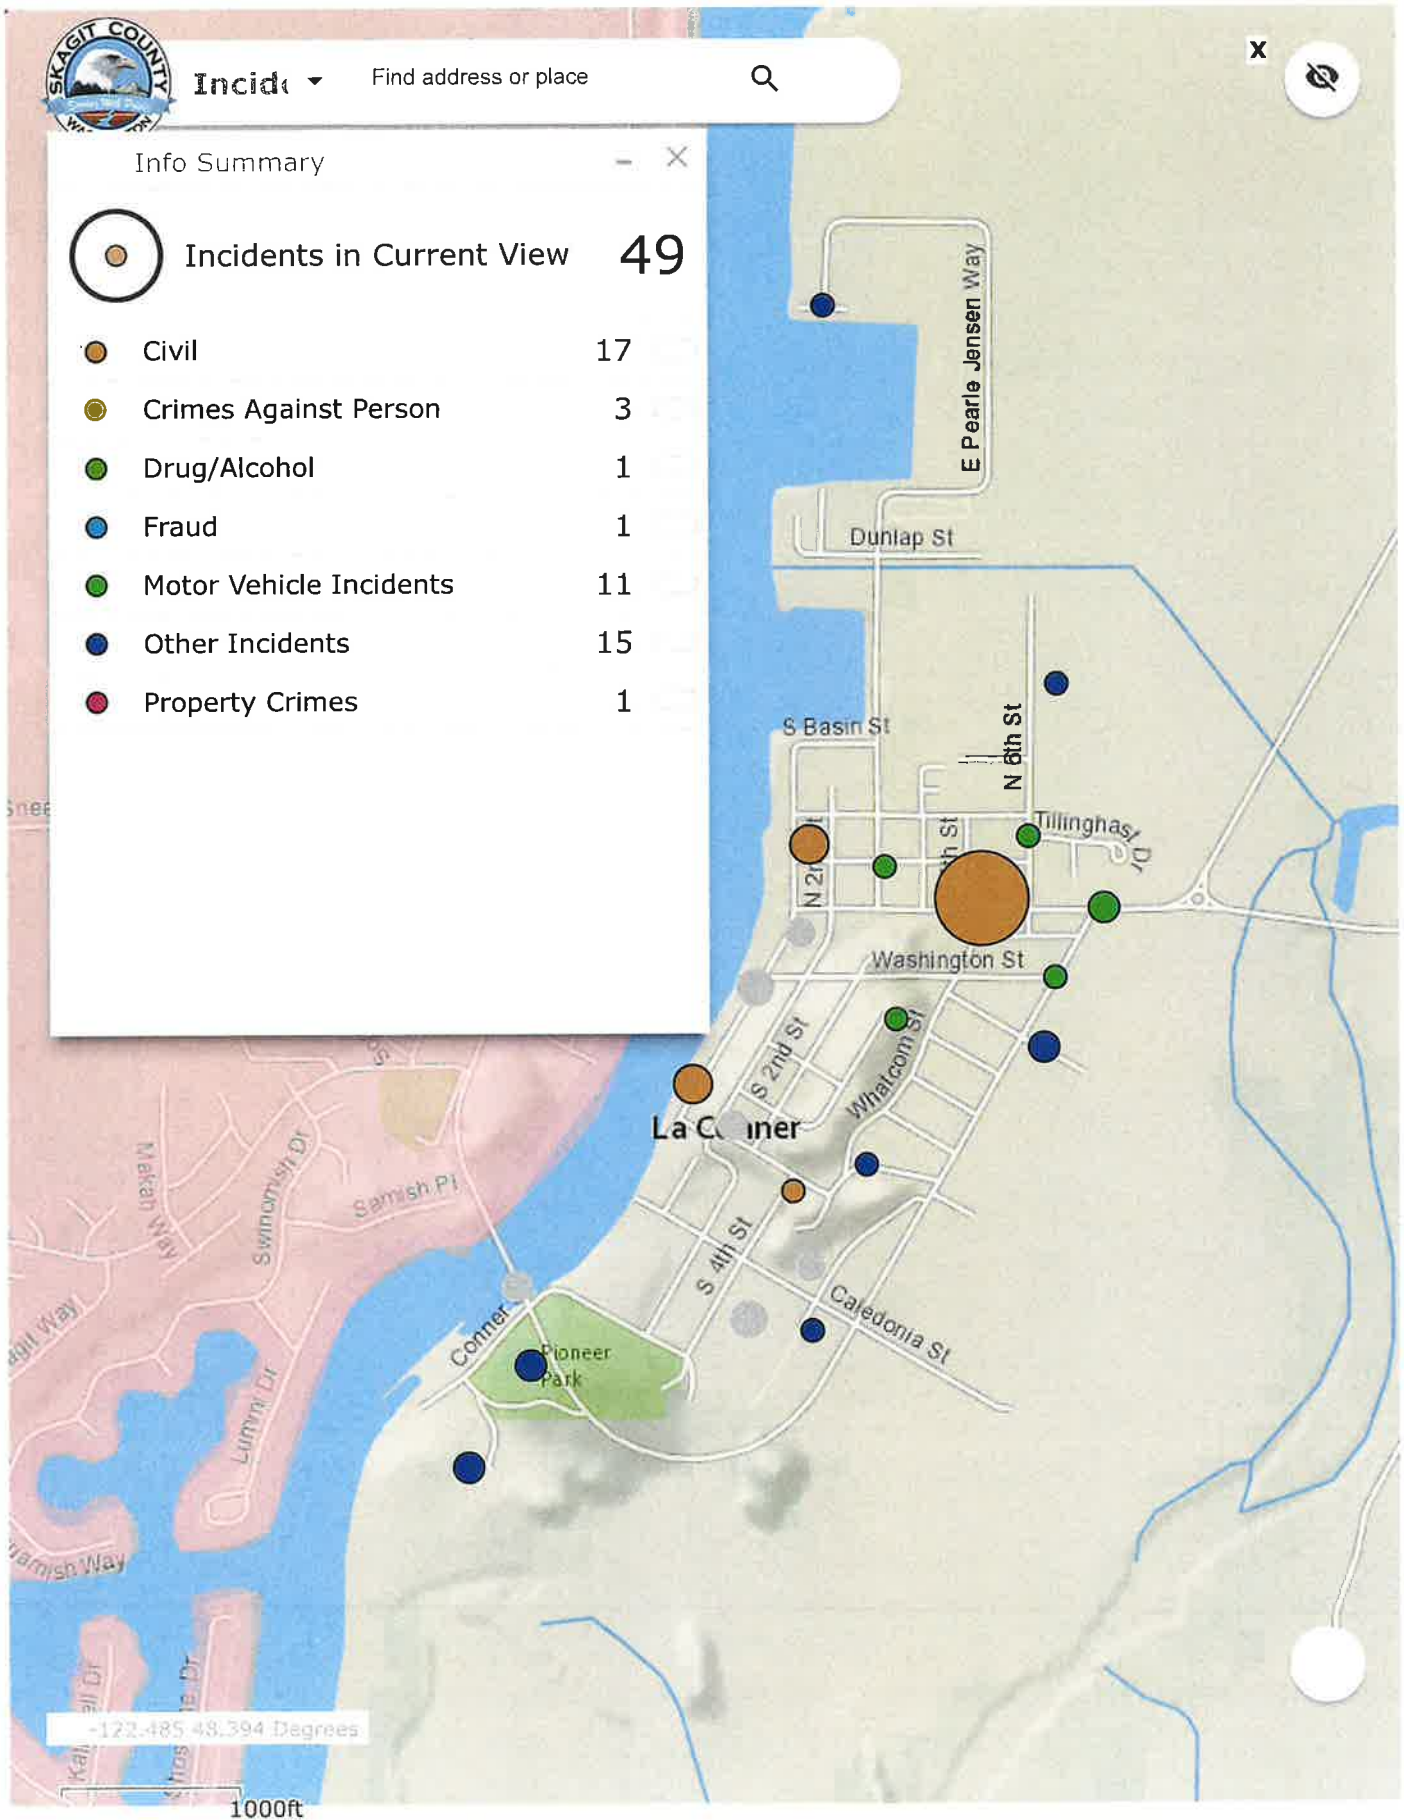 SKAGIT COUNTY
Find address or place
X
Info Summary
Incidents in Current View 49
Civil 17
Crimes Against Person 3
Drug/Alcohol 1
Fraud 1
Motor Vehicle Incidents 11
Other Incidents 15
Property Crimes 1
E Pearle Jensen Way
Dunlap St
S Basin St
N 6th St
Tillinghast Dr
Washington St
S 2nd St
Whatcom St
Makah Way
Swinomish Dr
Samish Pl
S 4th St
Caledonia St
Conner
Pioneer
Park
Lummi Dr
-122.485 48.394 Degrees
1000ft